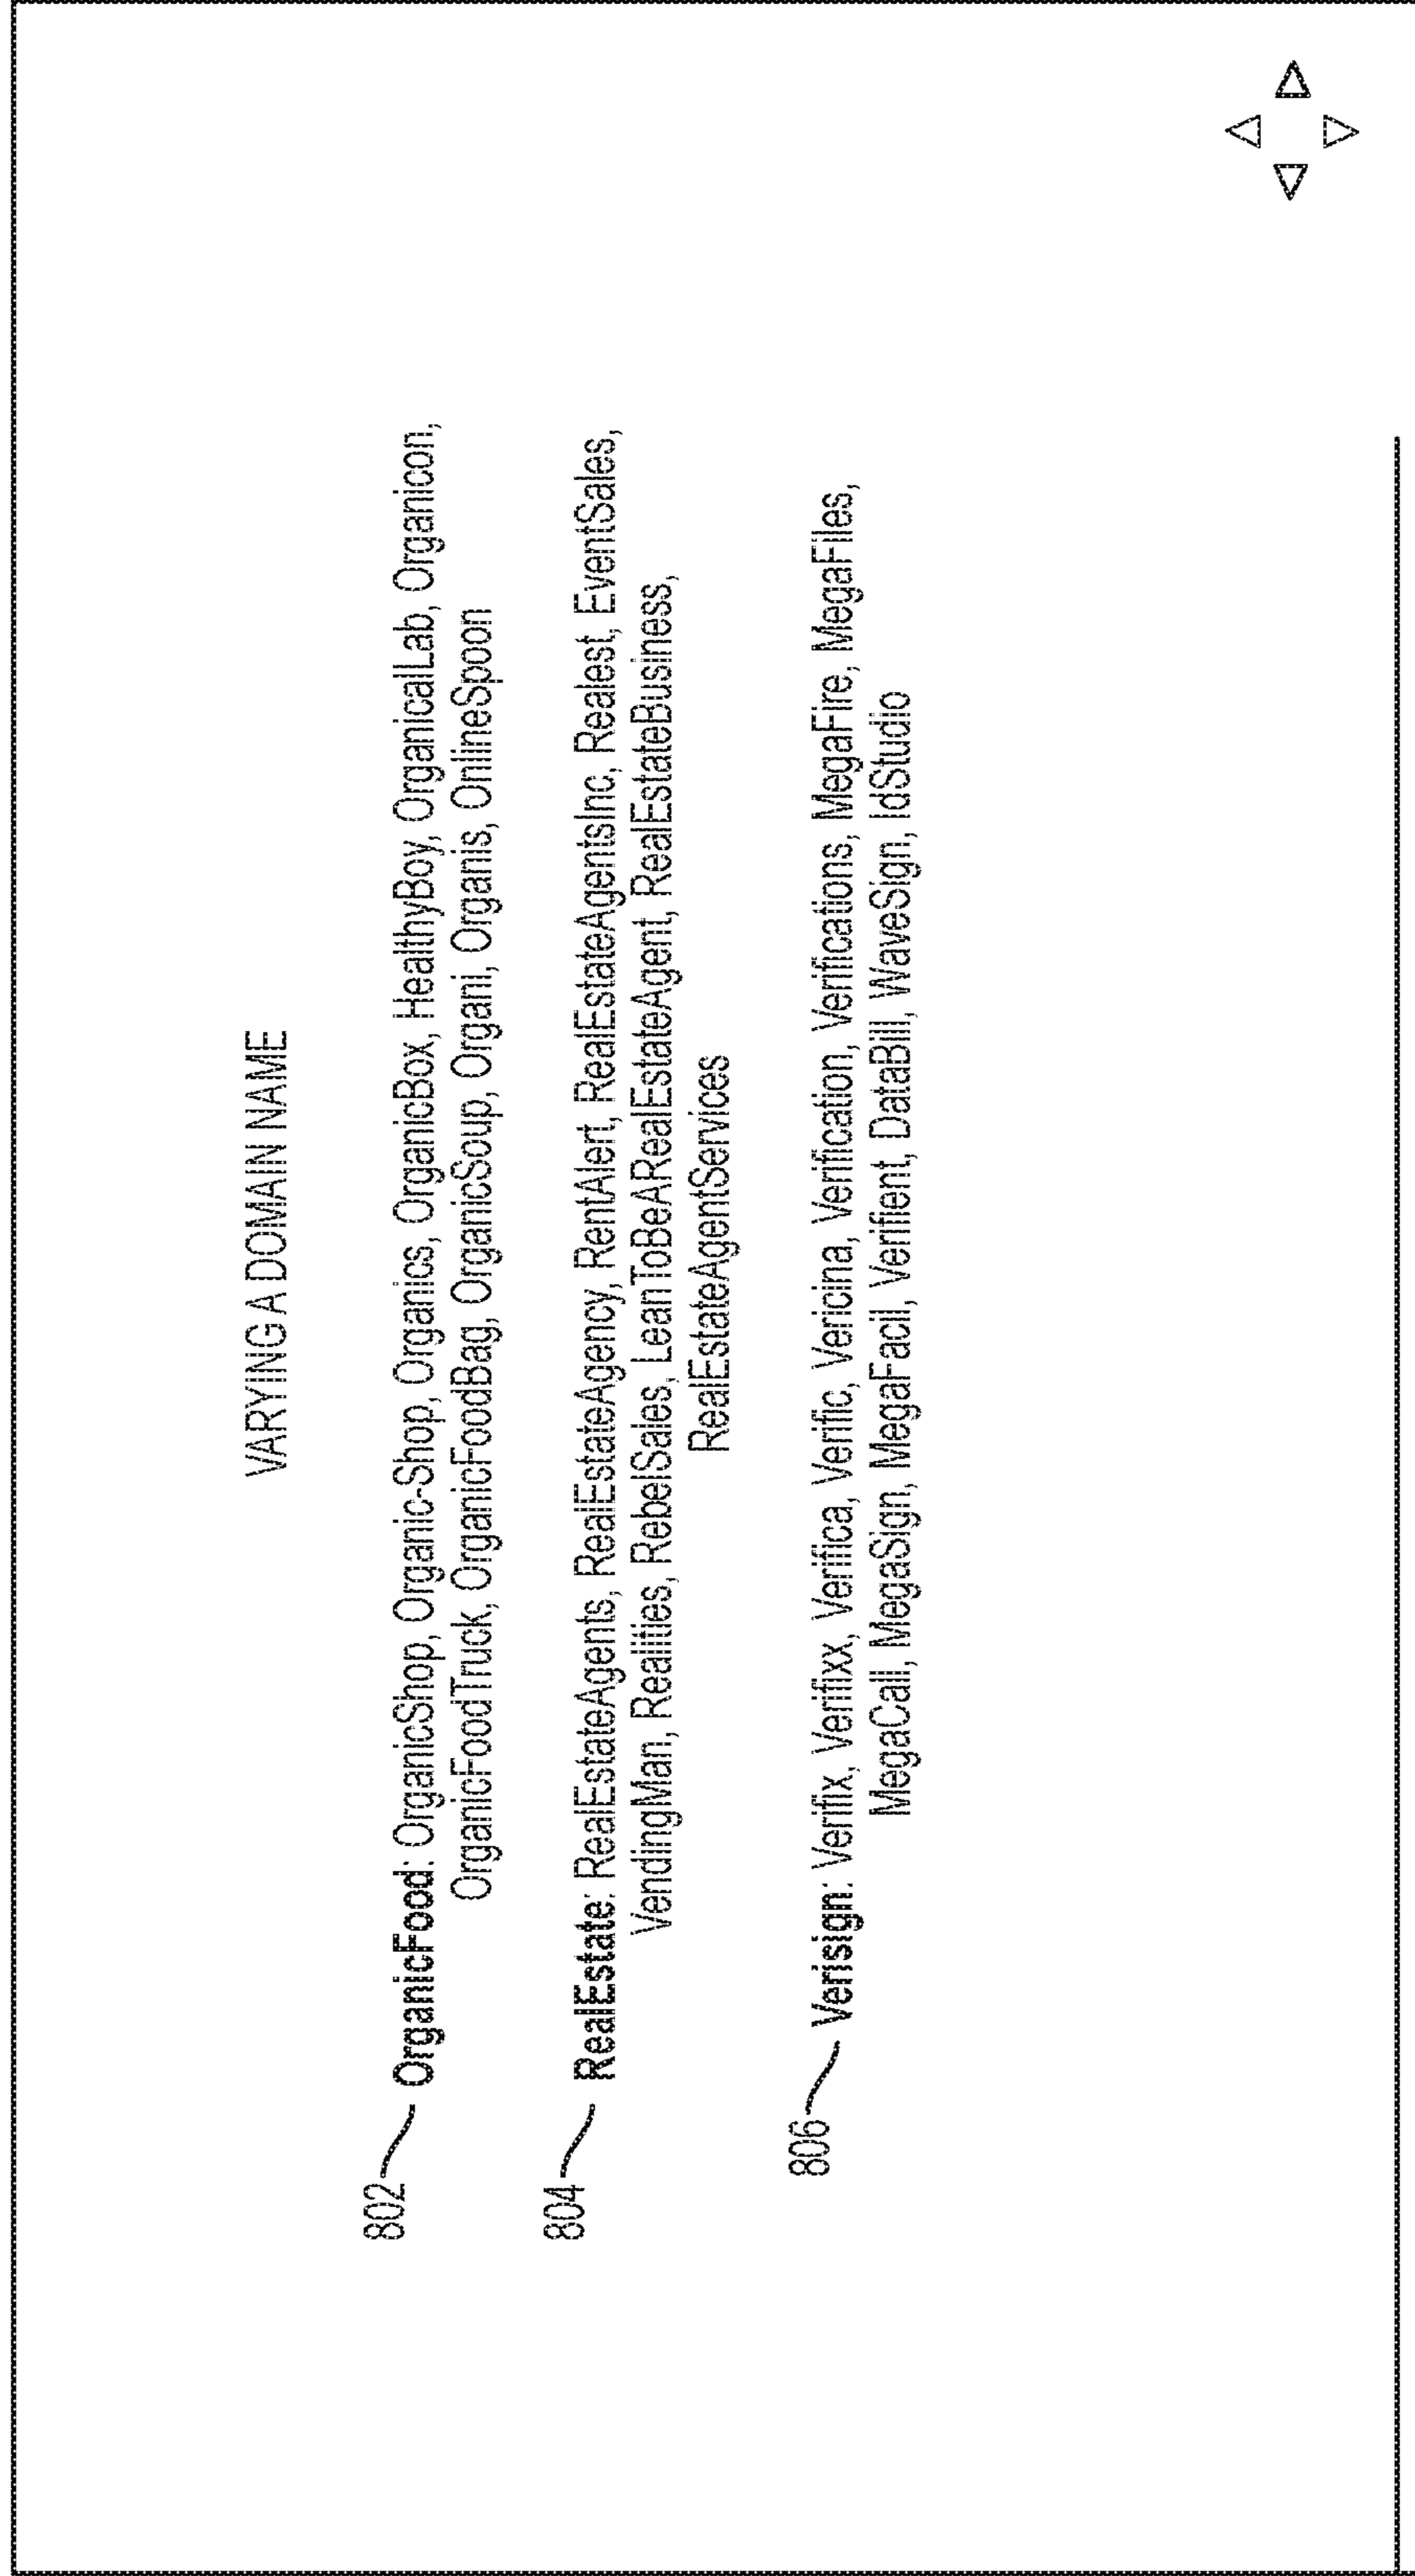 VARYING A DOMAIN NAME
802 OrganicFood: OrganicShop, Organic-Shop, Organics, OrganicBox, HealthyBoy, OrganicalLab, Organicon,
OrganicFoodTruck, OrganicFoodBag, OrganicSoup, Organi, Organis, OnlineSpoon
804 RealEstate: RealEstateAgents, RealEstateAgency, RentAlert, RealEstateAgentsInc, Realest, EventSales,
VendingMan, Realities, RebelSales, LeanToBeARealEstateAgent, RealEstateAgent, RealEstateBusiness,
RealEstateAgentServices
806 Verisign: Verifix, Verifixx, Verifica, Verific, Vericina, Verification, Verifications, MegaFire, MegaFiles,
MegaCall, MegaSign, MegaFacil, Verifient, DataBill, WaveSign, IdStudio